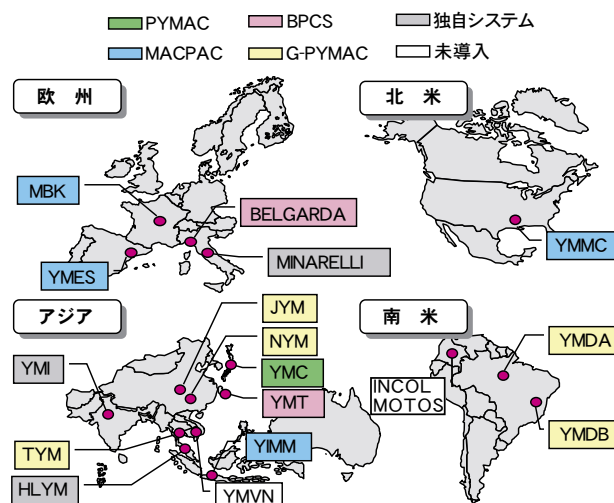 PYMAC
BPCS
独自システム
MACPAC
G-PYMAC
未導入
欧 州
北 米
MBK
BELGARDA
YMES
MINARELLI
YMMC
アジア
南 米
JYM
NYM
YMI
YMC
YMT
TYM
YIMM
HLYM
YMVN
YMDA
INCOL
MOTOS
YMDB